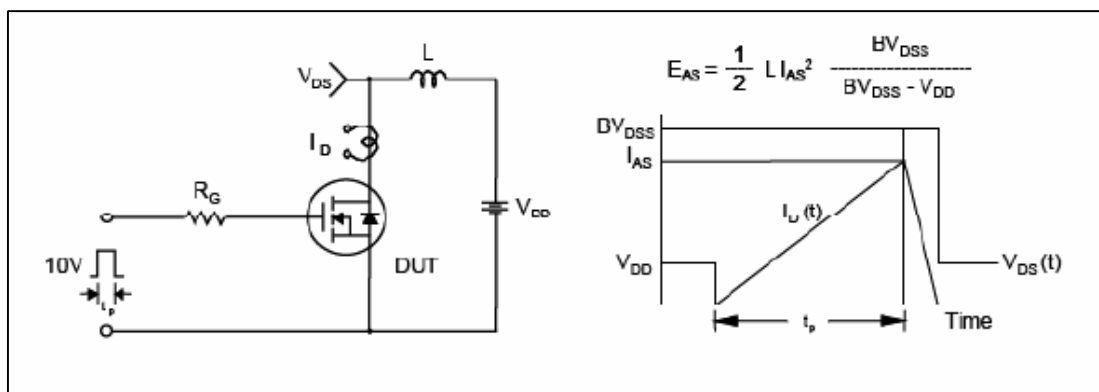 L
V_DS
I_D
R_G
V_DD
10V
t_p
DUT
E_AS = 1/2 L I_AS² BV_DSS / (BV_DSS - V_DD)
BV_DSS
I_AS
I_D (t)
V_DD
V_DS (t)
t_p
Time